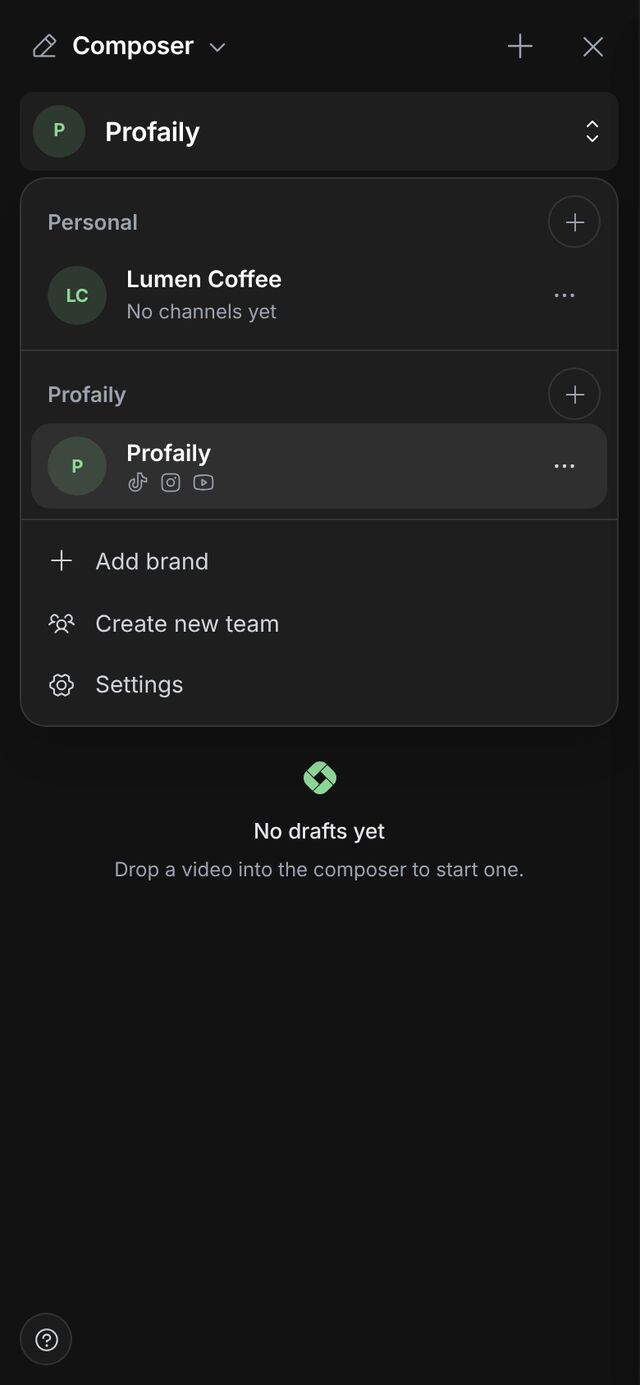 Composer
P
Profaily
Personal
LC
Lumen Coffee
No channels yet
Profaily
P
Profaily
Add brand
Create new team
Settings
No drafts yet
Drop a video into the composer to start one.